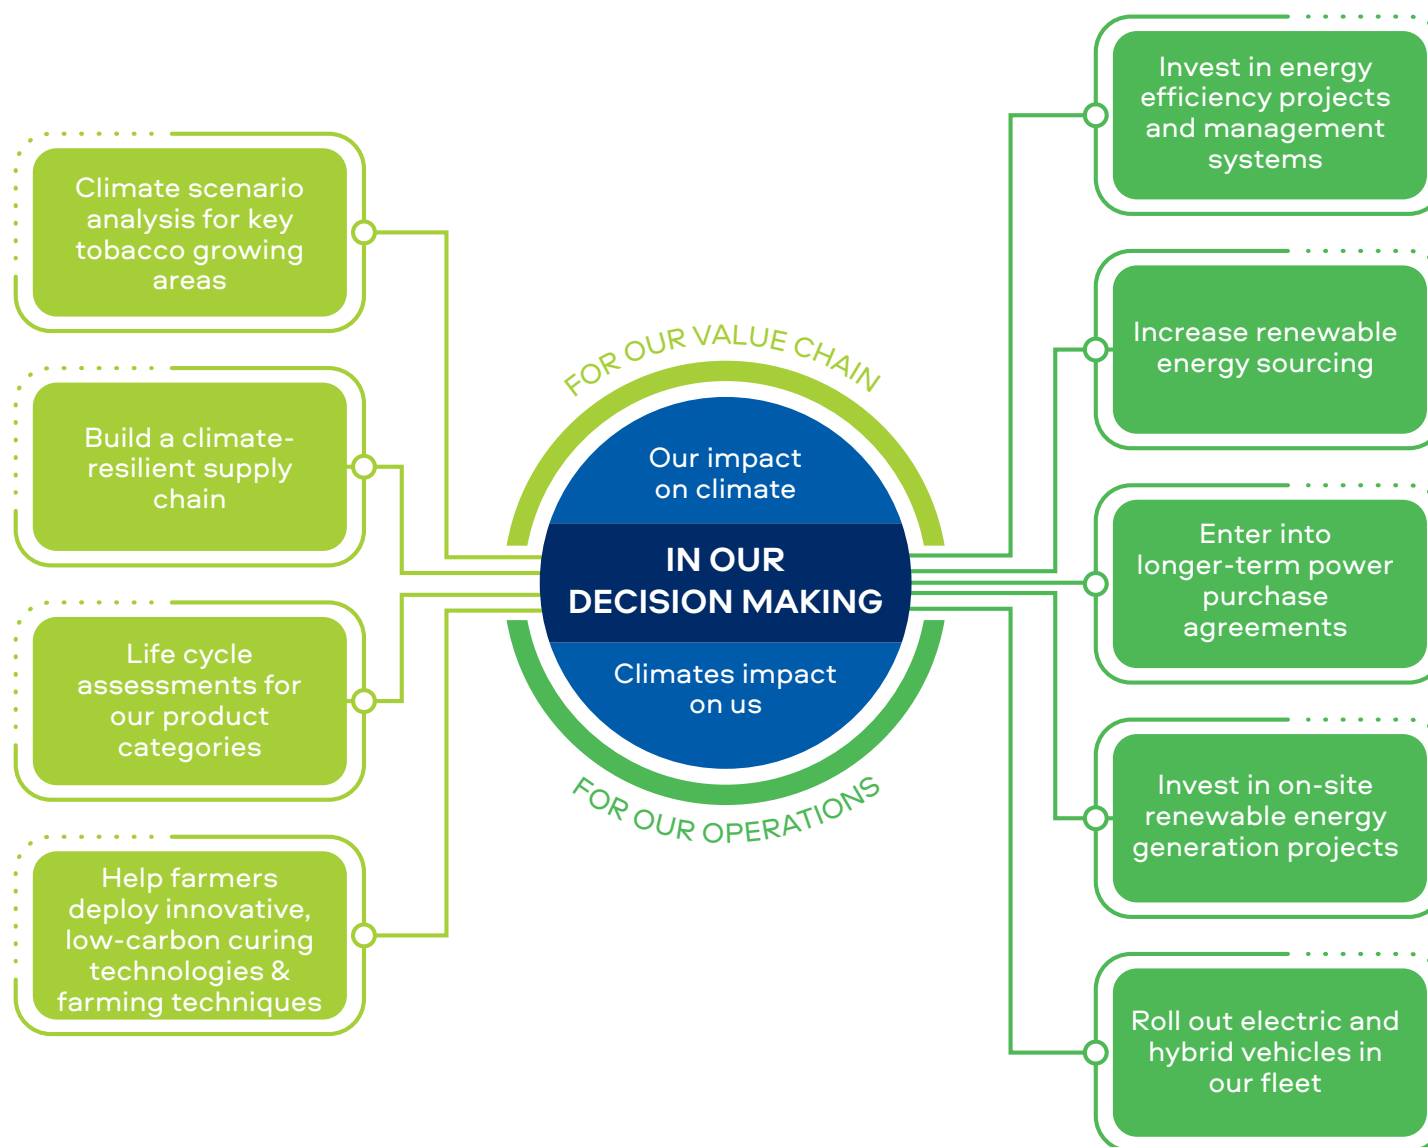 Climate scenario
analysis for key
tobacco growing
areas
Build a climate-
resilient supply
chain
Life cycle
assessments for
our product
categories
Help farmers
deploy innovative,
low-carbon curing
technologies &
farming techniques
FOR OUR VALUE CHAIN
Our impact
on climate
IN OUR
DECISION MAKING
Climates impact
on us
FOR OUR OPERATIONS
Invest in energy
efficiency projects
and management
systems
Increase renewable
energy sourcing
Enter into
longer-term power
purchase
agreements
Invest in on-site
renewable energy
generation projects
Roll out electric and
hybrid vehicles in
our fleet